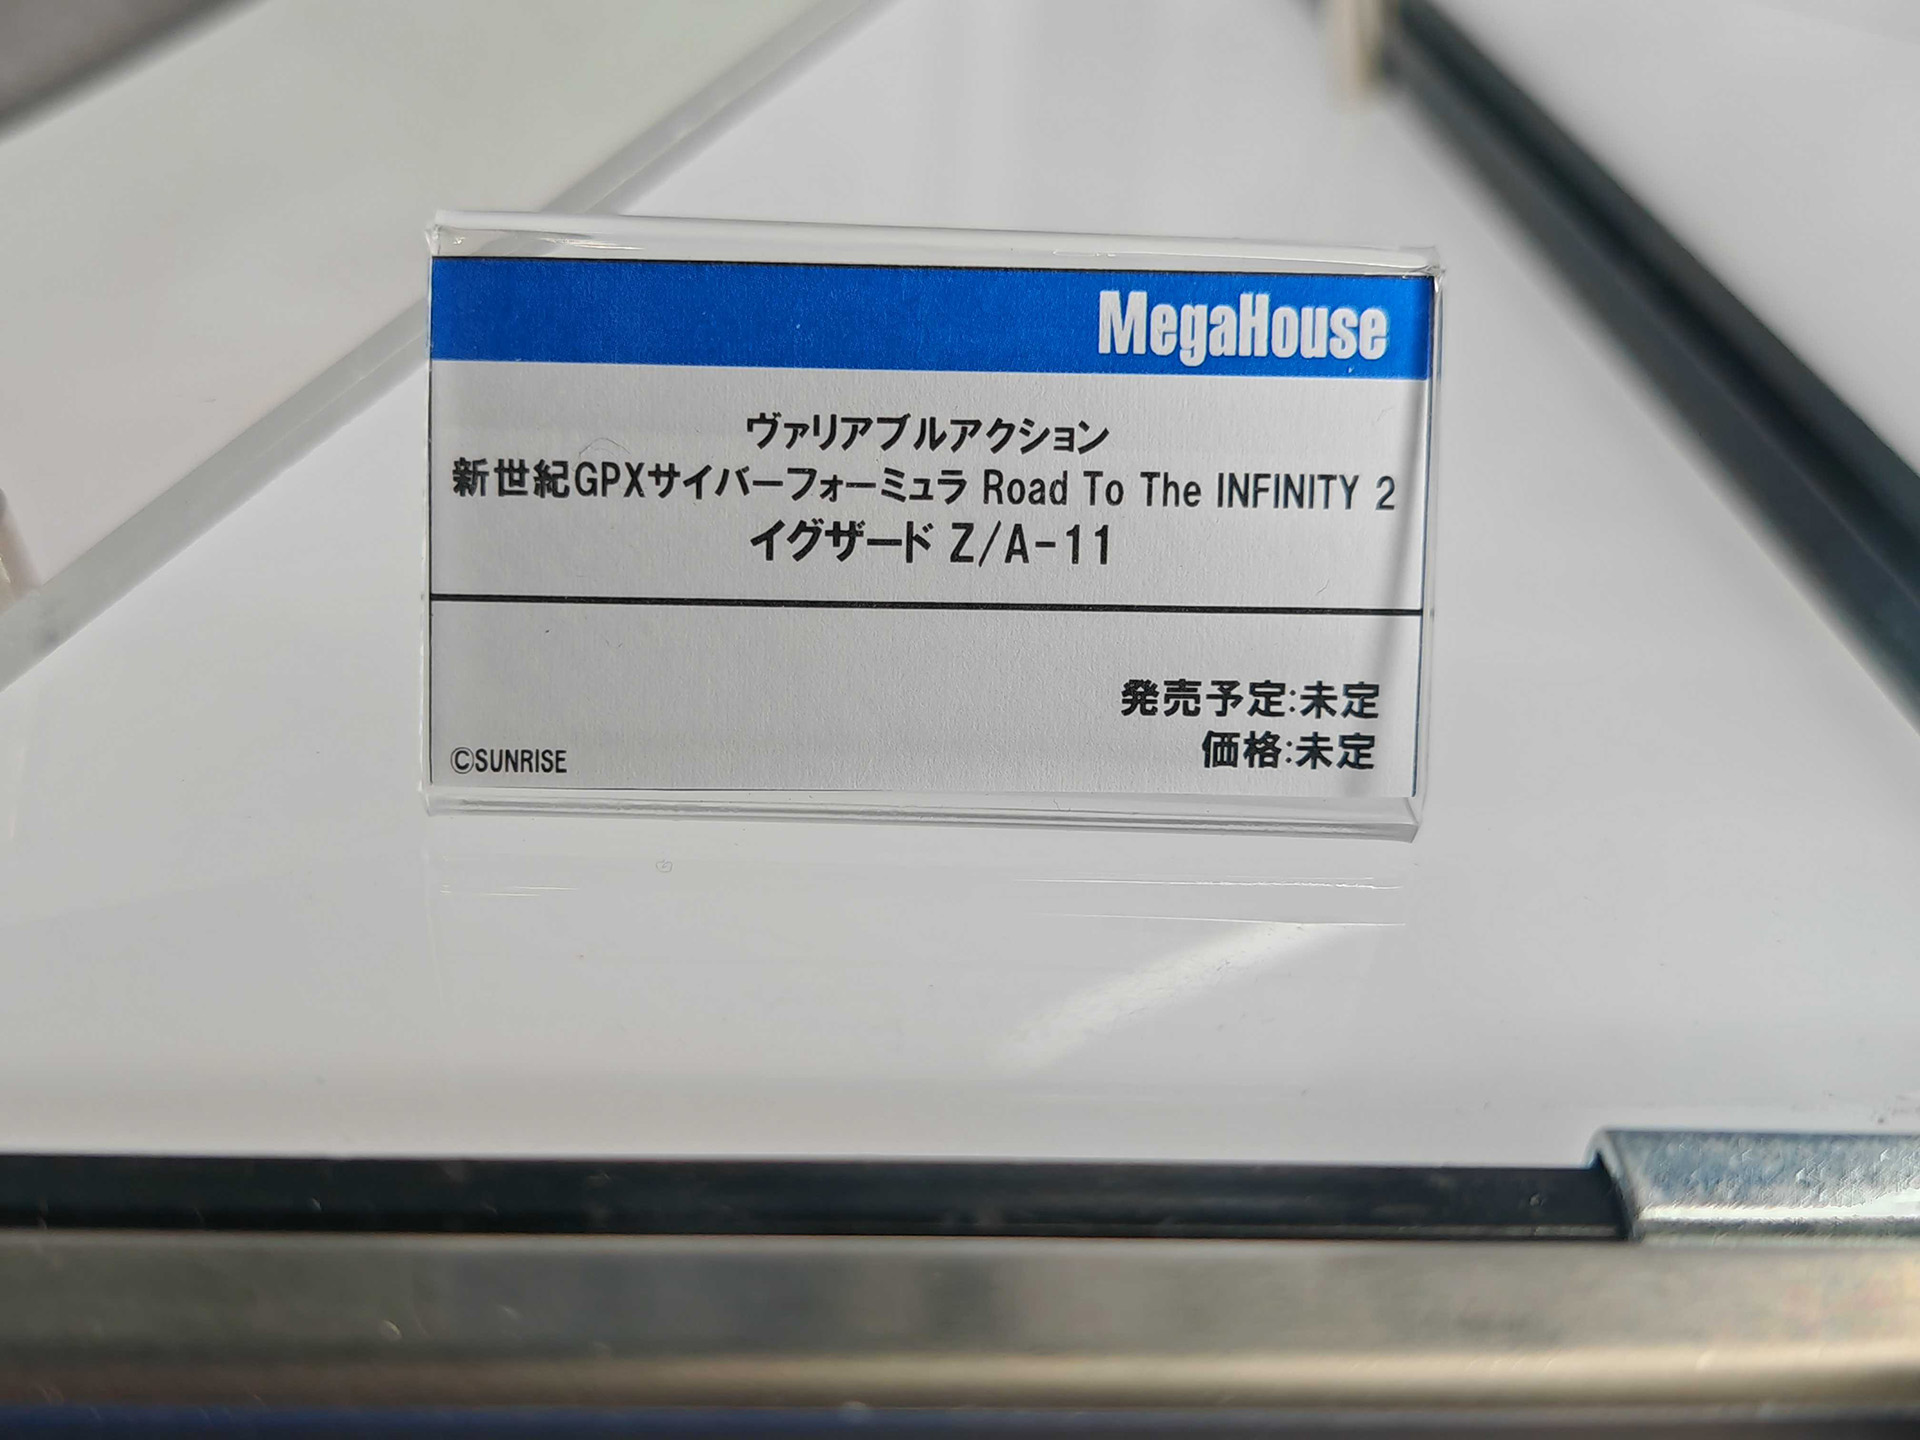 MegaHouse
ヴァリアブルアクション
新世紀GPXサイバーフォーミュラ Road To The INFINITY 2
イグザード Z/A-11
発売予定:未定
価格:未定
©SUNRISE